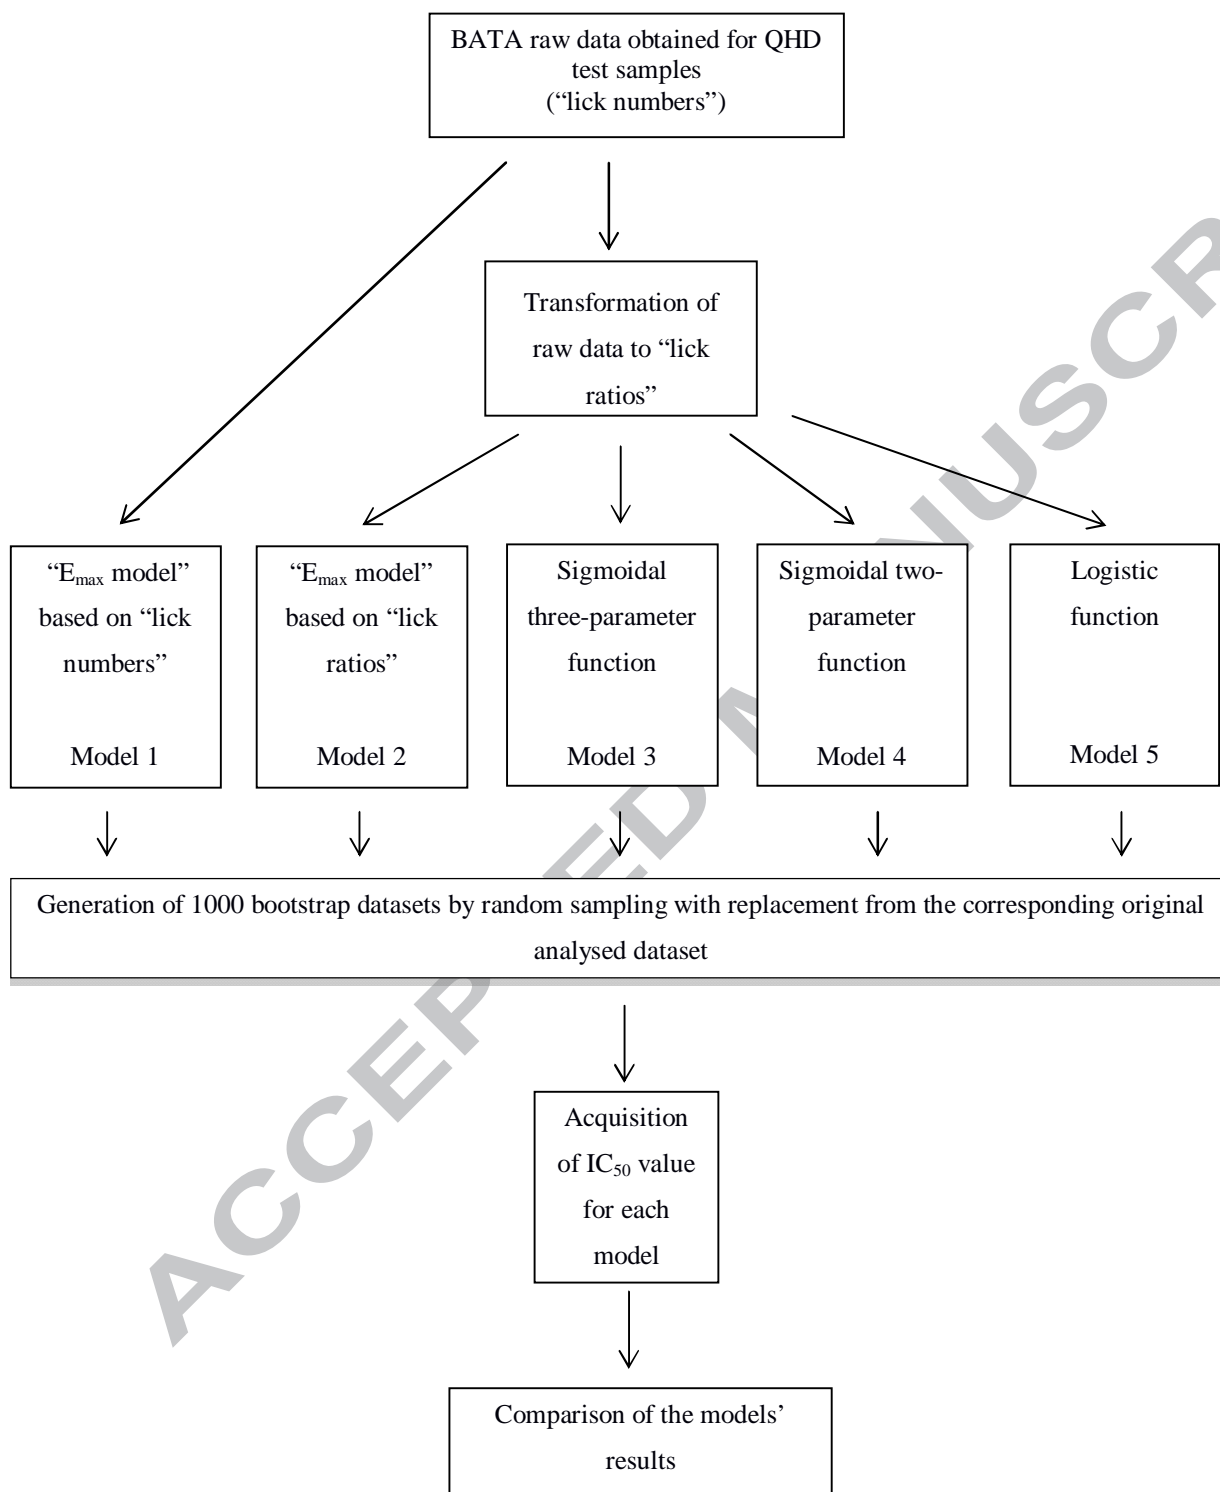 BATA raw data obtained for QHD
test samples
(“lick numbers”)
Transformation of
raw data to “lick
ratios”
“Emax model”
based on “lick
numbers”
Model 1
“Emax model”
based on “lick
ratios”
Model 2
Sigmoidal
three-parameter
function
Model 3
Sigmoidal two-
parameter
function
Model 4
Logistic
function
Model 5
Generation of 1000 bootstrap datasets by random sampling with replacement from the corresponding original
analysed dataset
Acquisition
of IC50 value
for each
model
Comparison of the models’
results